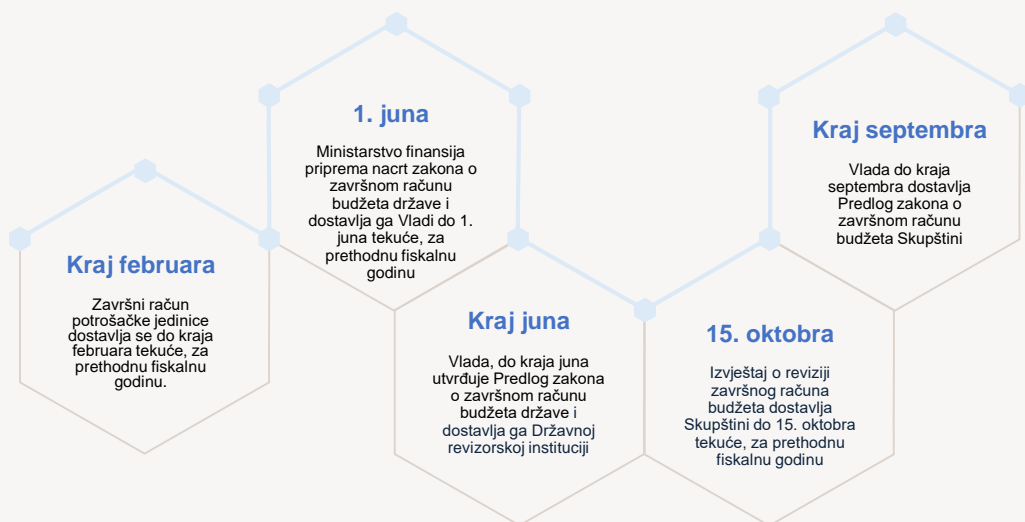 Kraj februara
Završni račun
potrošačke jedinice
dostavlja se do kraja
februara tekuće, za
prethodnu fiskalnu
godinu.
1. juna
Ministarstvo finansija
priprema nacrt zakona o
završnom računu
budžeta države i
dostavlja ga Vladi do 1.
juna tekuće, za
prethodnu fiskalnu
godinu
Kraj juna
Vlada, do kraja juna
utvrđuje Predlog zakona
o završnom računu
budžeta države i
dostavlja ga Državnoj
revizorskoj instituciji
15. oktobra
Izvještaj o reviziji
završnog računa
budžeta dostavlja
Skupštini do 15. oktobra
tekuće, za prethodnu
fiskalnu godinu
Kraj septembra
Vlada do kraja
septembra dostavlja
Predlog zakona o
završnom računu
budžeta Skupštini